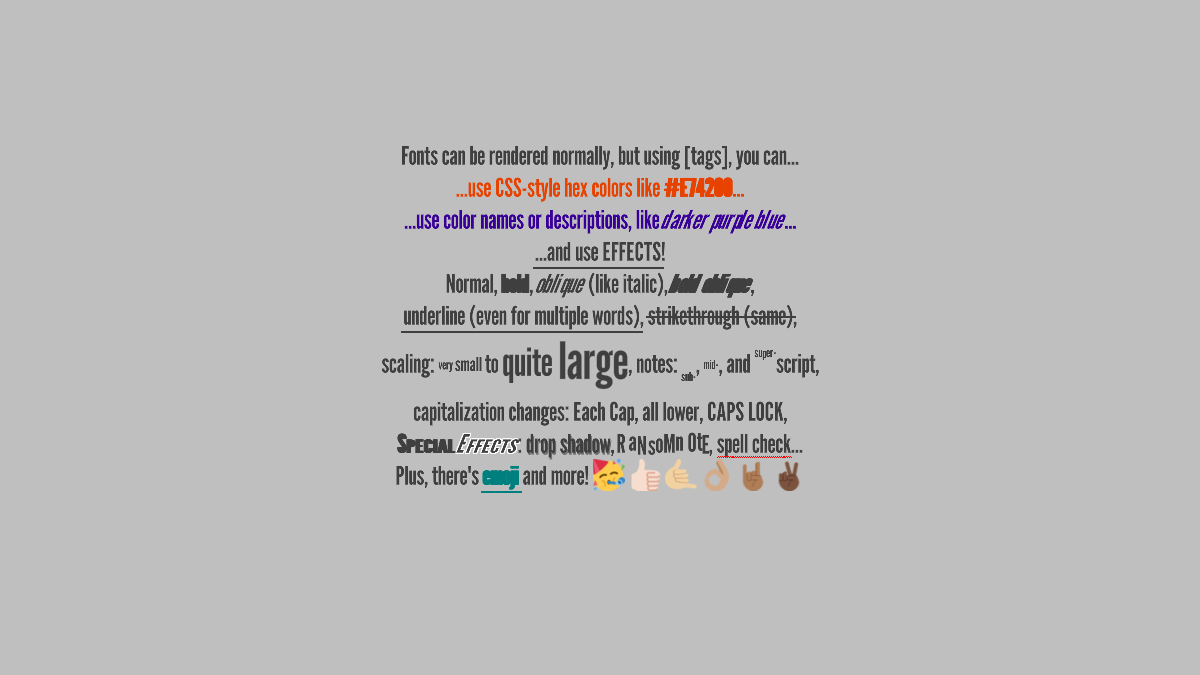 Fonts can be rendered normally, but using [tags], you can...
...use CSS-style hex colors like #E74200...
...use color names or descriptions, like darker purple blue...
...and use EFFECTS!
Normal, bold, oblique (like italic), bold oblique,
underline (even for multiple words), strikethrough (same),
scaling: very small to quite large, notes: sub-, mid-, and super-script,
capitalization changes: Each Cap, all lower, CAPS LOCK,
SPECIAL EFFECTS: drop shadow, RaNsoMn OtE, spell check...
Plus, there's emoji and more! 🥳👍🏻🤙🏼👌🏽🤘🏾✌🏿